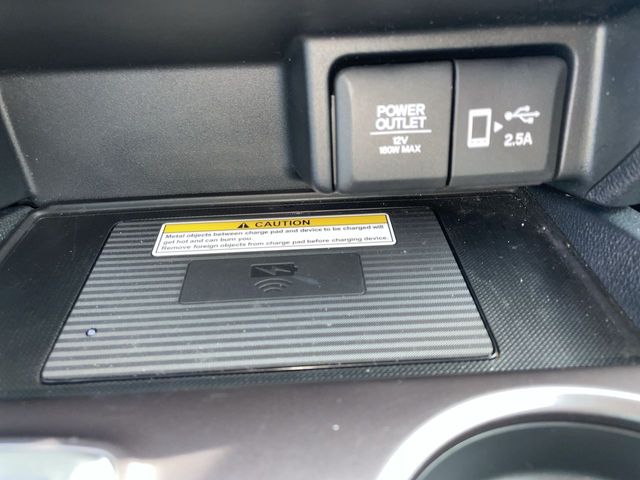 POWER
OUTLET
12V
180W MAX
2.5A
CAUTION
Metal objects between charge pad and device to be charged will
get hot and can burn you.
Remove foreign objects from charge pad before charging device.